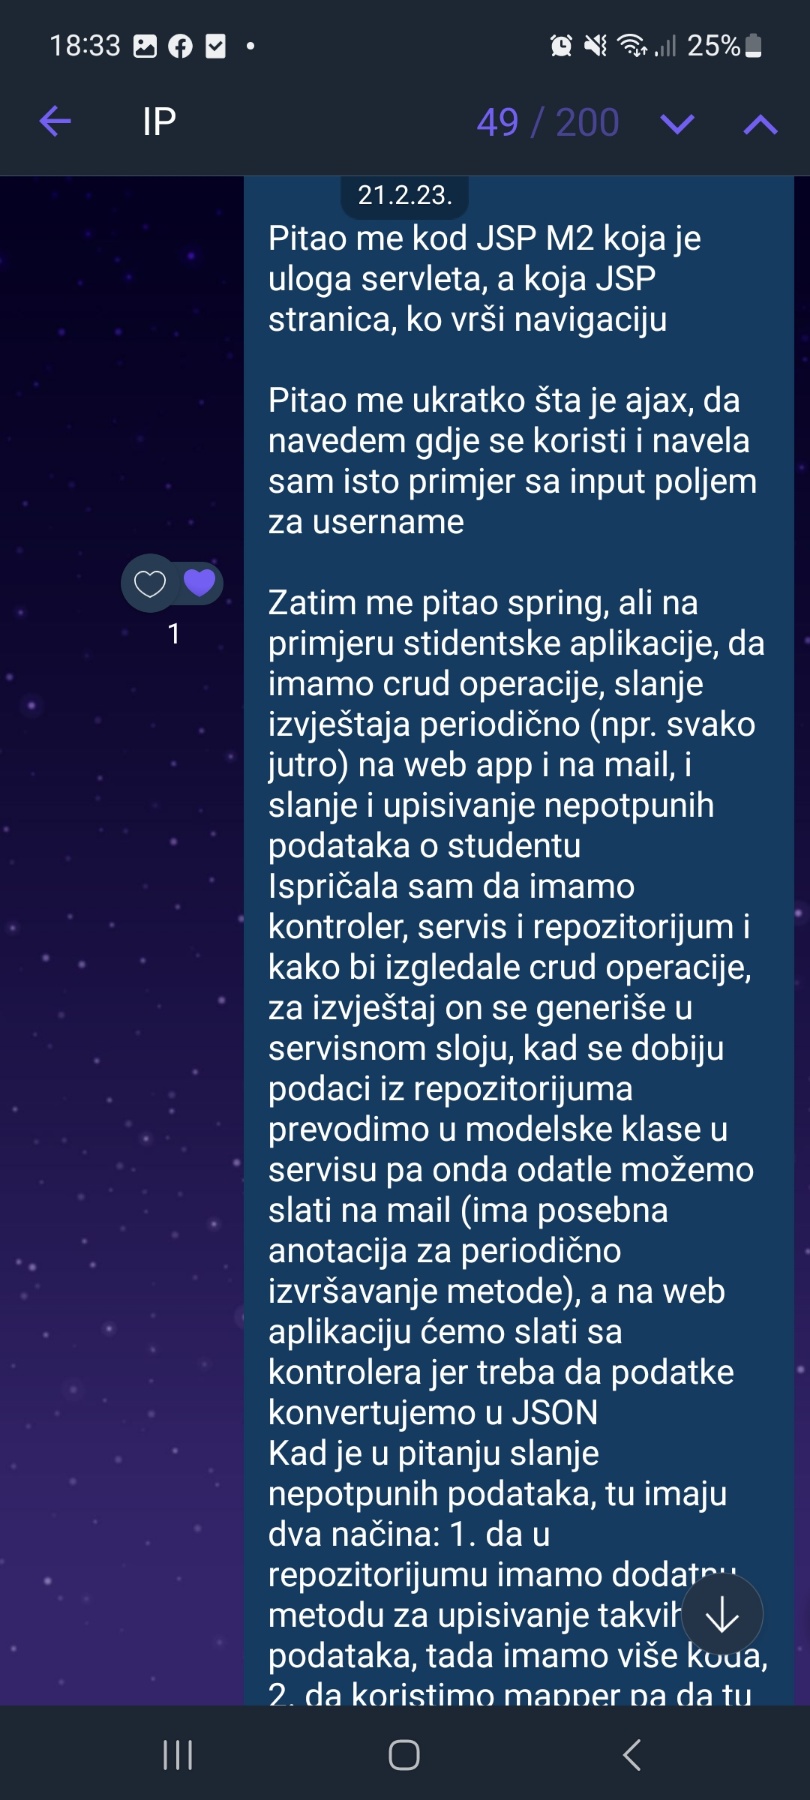 18:33
25%
IP
49 / 200
21.2.23.
Pitao me kod JSP M2 koja je
uloga servleta, a koja JSP
stranica, ko vrši navigaciju
Pitao me ukratko šta je ajax, da
navedem gdje se koristi i navela
sam isto primjer sa input poljem
za username
1
Zatim me pitao spring, ali na
primjeru stidentske aplikacije, da
imamo crud operacije, slanje
izvještaja periodično (npr. svako
jutro) na web app i na mail, i
slanje i upisivanje nepotpunih
podataka o studentu
Ispričala sam da imamo
kontroler, servis i repozitorijum i
kako bi izgledale crud operacije,
za izvještaj on se generiše u
servisnom sloju, kad se dobiju
podaci iz repozitorijuma
prevodimo u modelske klase u
servisu pa onda odatle možemo
slati na mail (ima posebna
anotacija za periodično
izvršavanje metode), a na web
aplikaciju ćemo slati sa
kontrolera jer treba da podatke
konvertujemo u JSON
Kad je u pitanju slanje
nepotpunih podataka, tu imaju
dva načina: 1. da u
repozitorijumu imamo dodatnu
metodu za upisivanje takvih
podataka, tada imamo više koda,
2. da koristimo mapper pa da tu